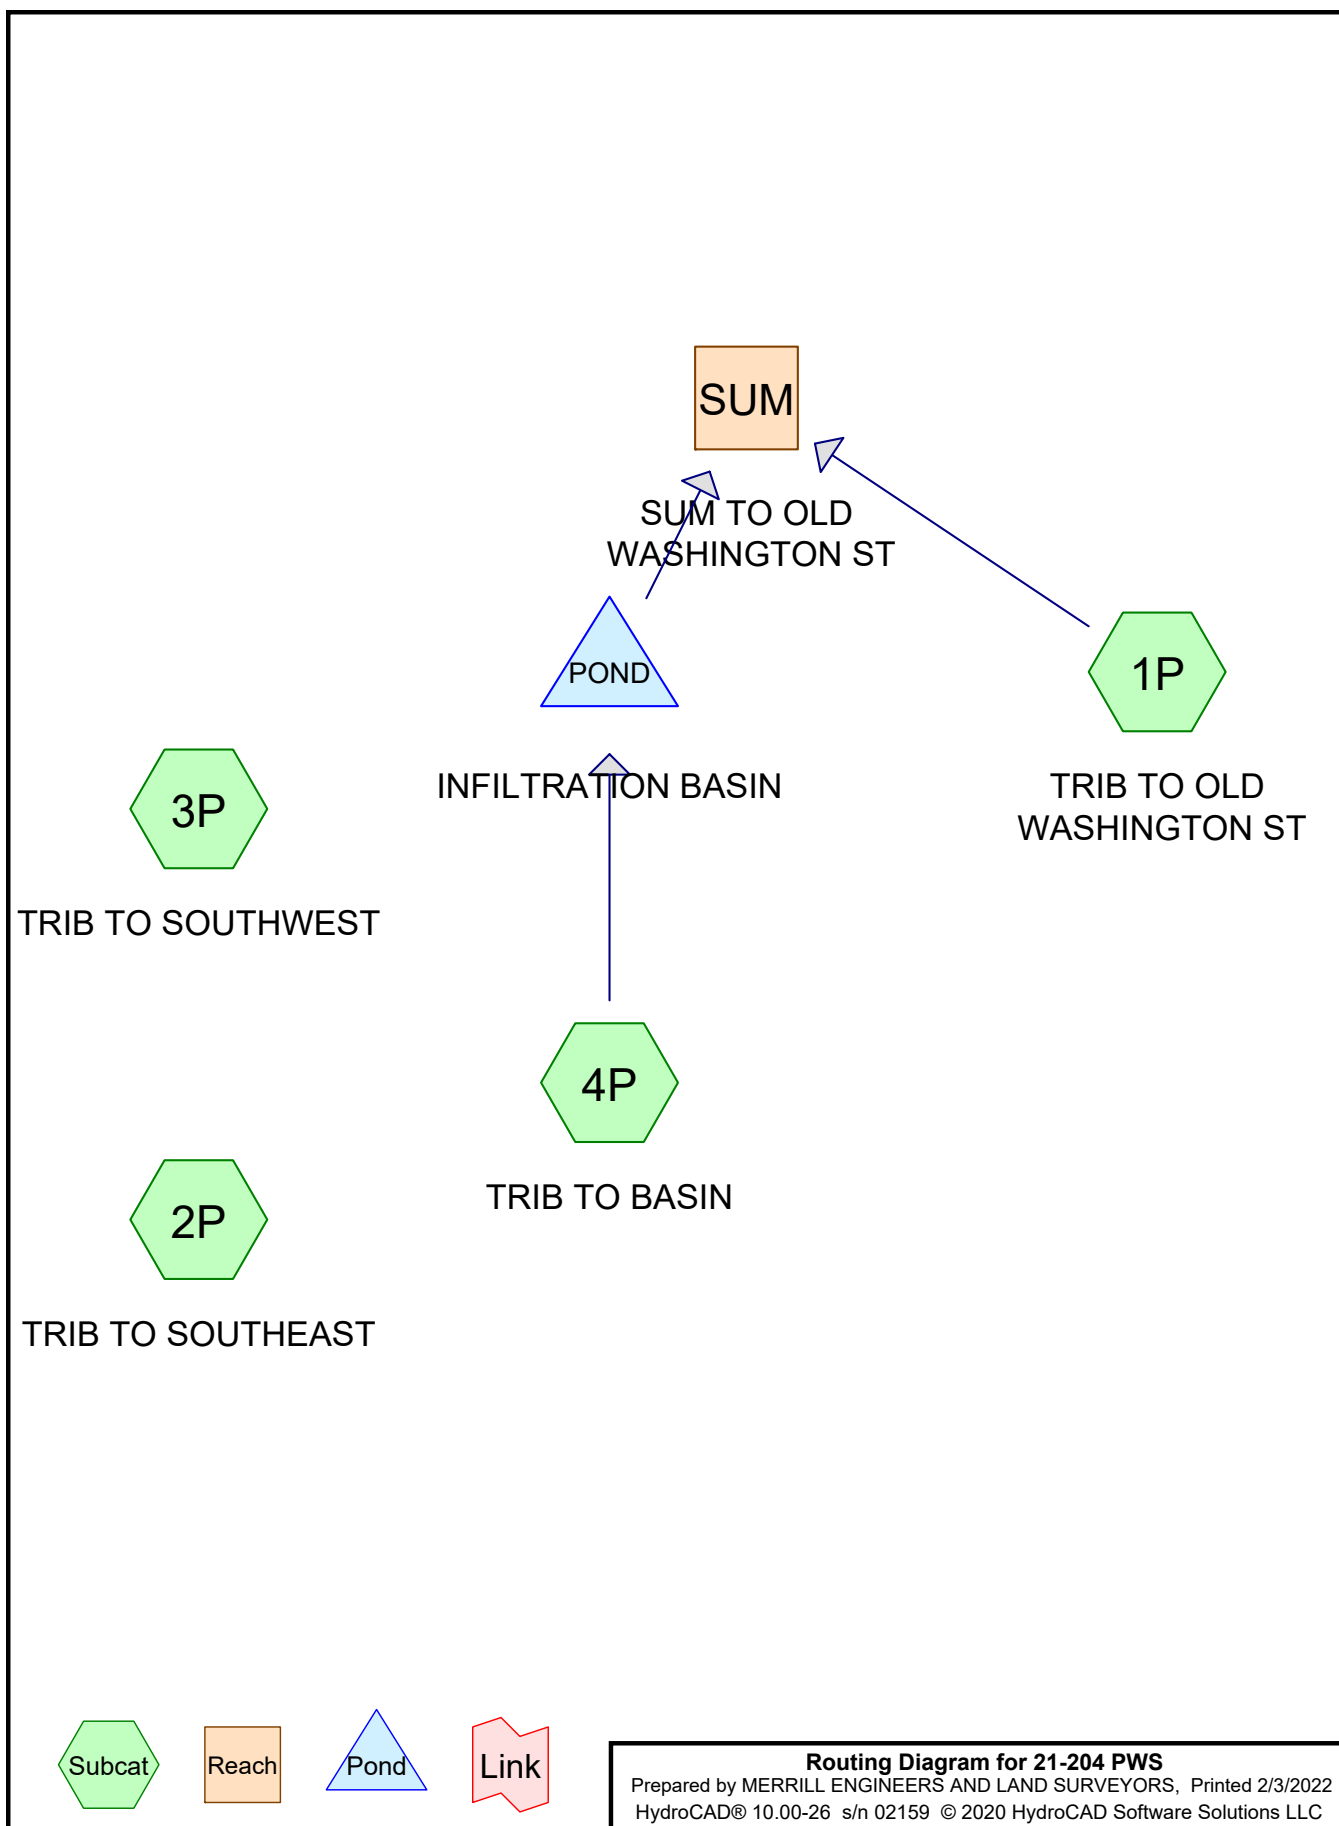 SUM
SUM TO OLD
WASHINGTON ST
POND
INFILTRATION BASIN
1P
TRIB TO OLD
WASHINGTON ST
3P
TRIB TO SOUTHWEST
4P
TRIB TO BASIN
2P
TRIB TO SOUTHEAST
Subcat
Reach
Pond
Link
Routing Diagram for 21-204 PWS
Prepared by MERRILL ENGINEERS AND LAND SURVEYORS, Printed 2/3/2022
HydroCAD® 10.00-26 s/n 02159 © 2020 HydroCAD Software Solutions LLC